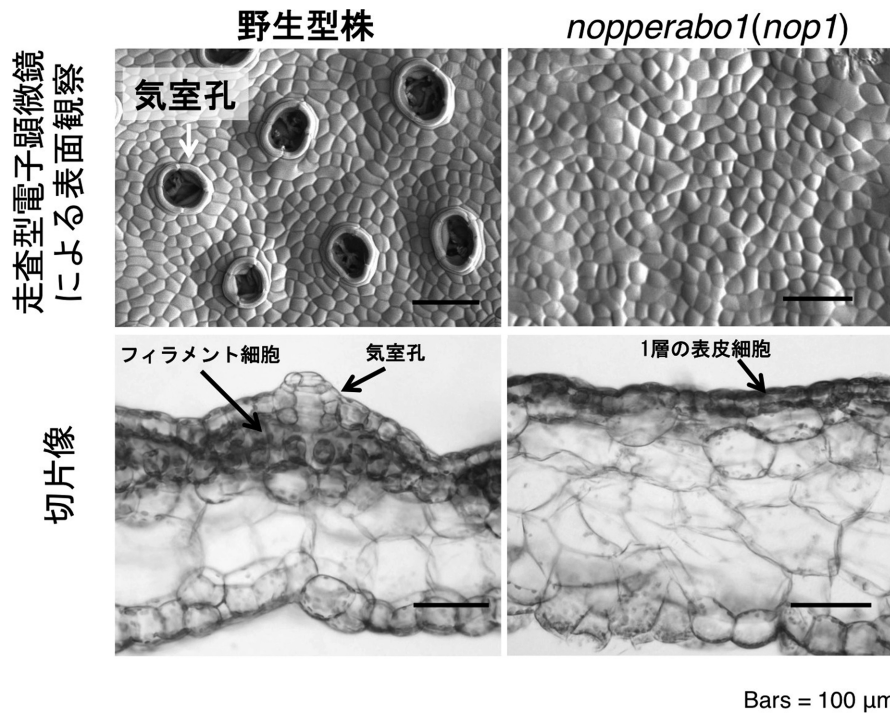 野生型株
nopperabo1(nop1)
走査型電子顕微鏡
による表面観察
気室孔
フィラメント細胞
気室孔
1層の表皮細胞
切片像
Bars = 100 µm